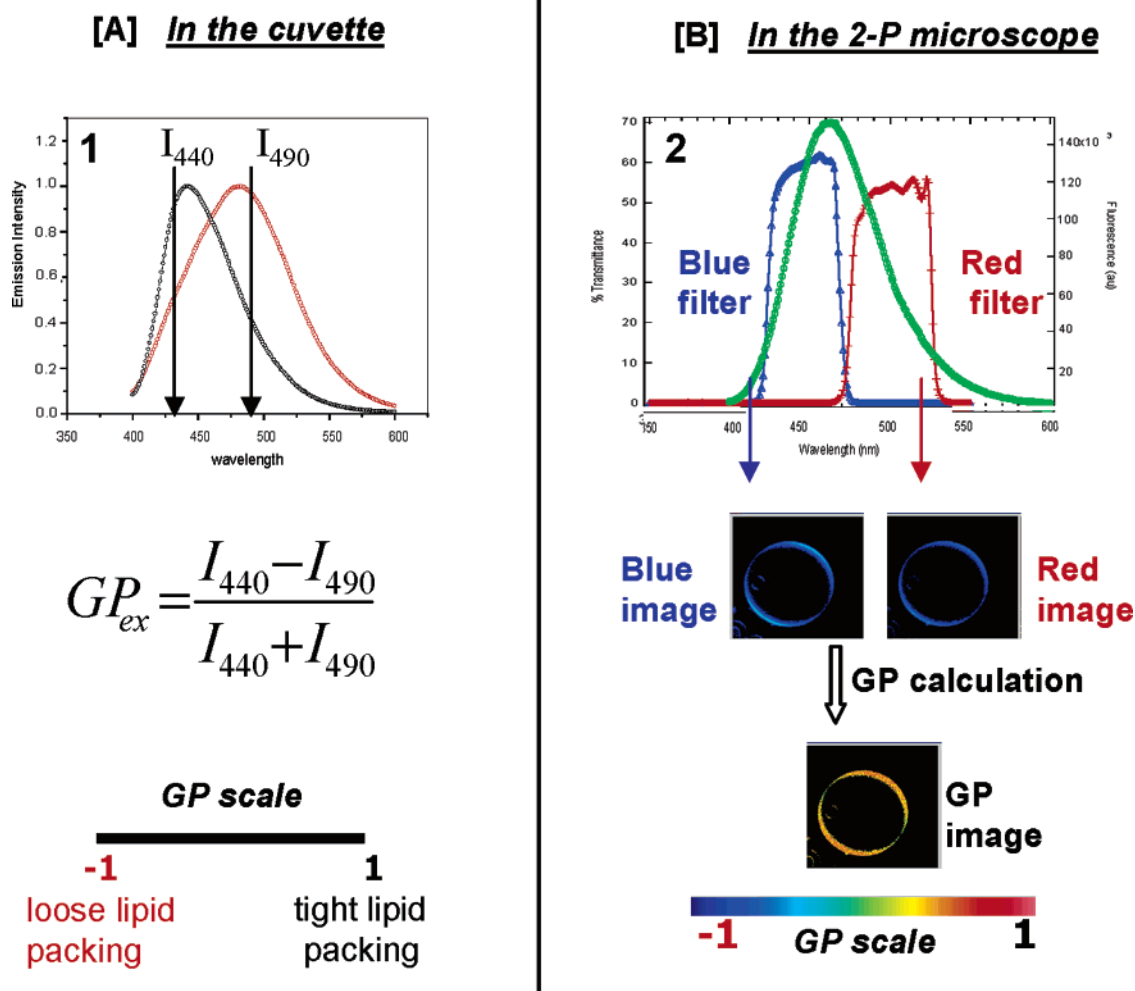 [A] In the cuvette
1
I440
I490
1.2
1.0
0.8
0.6
0.4
0.2
0.0
Emission Intensity
350 400 450 500 550 600
wavelength
GPex = I440 − I490
I440 + I490
GP scale
-1 1
loose lipid
packing
tight lipid
packing
[B] In the 2-P microscope
2
70
60
50
40
30
20
10
0
% Transmittance
140x10³
120
100
80
60
40
20
Fluorescence (au)
Blue
filter
Red
filter
350 400 450 500 550 600
Wavelength (nm)
Blue
image
Red
image
GP calculation
GP
image
-1 GP scale 1